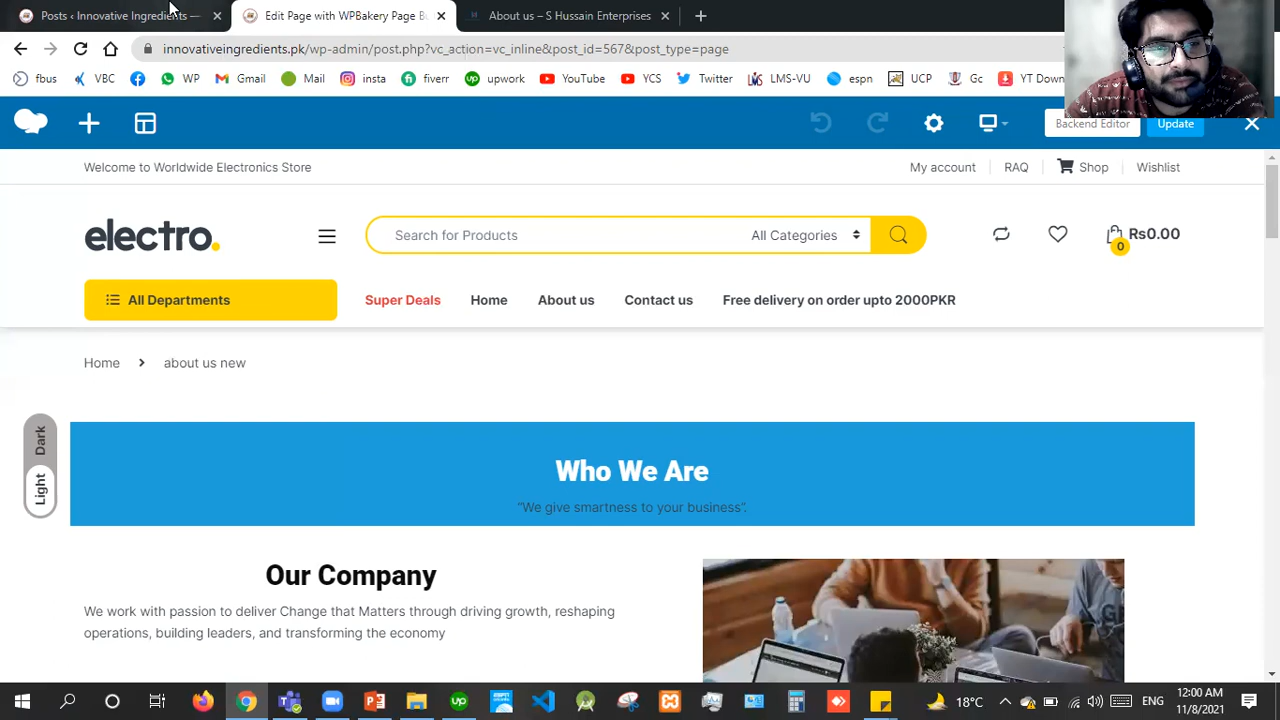 Posts ‹ Innovative Ingredients —
Edit Page with WPBakery Page Bu
About us – S Hussain Enterprises
innovativeingredients.pk/wp-admin/post.php?vc_action=vc_inline&post_id=567&post_type=page
fbus VBC WP Gmail Mail insta fiverr upwork YouTube YCS Twitter LMS-VU espn UCP Gc YT Down
Backend Editor Update
Welcome to Worldwide Electronics Store My account RAQ Shop Wishlist
electro. Search for Products All Categories Rs0.00
0
All Departments Super Deals Home About us Contact us Free delivery on order upto 2000PKR
Home about us new
Dark
Light
Who We Are
“We give smartness to your business”.
Our Company
We work with passion to deliver Change that Matters through driving growth, reshaping
operations, building leaders, and transforming the economy
18°C ENG
12:00 AM
11/8/2021